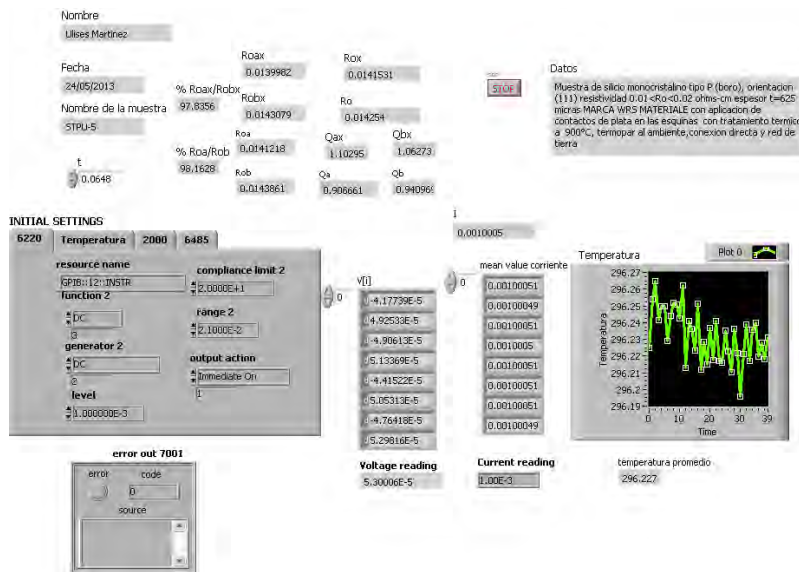 Nombre
Ulises Martinez
Fecha
24/05/2013
Nombre de la muestra
STPU-5
t
0.0648
% Roax/Robx
97.8356
% Roa/Rob
98.1628
Roax
0.0139982
Robx
0.0143079
Roa
0.0141218
Rob
0.0143861
Rox
0.0141531
Ro
0.014254
Qax
1.10295
Qbx
1.06273
Qa
0.906661
Qb
0.940969
STOP
Datos
Muestra de silicio monocristalino tipo P (boro), orientacion
(111) resistividad 0.01<Ro<0.02 ohms-cm espesor t=625
micras MARCA WRS MATERIALE con aplicacion de
contactos de plata en las esquinas con tratamiento termico
a 900°C, termopar al ambiente,conexion directa y red de
tierra
INITIAL SETTINGS
6220 Temperatura 2000 6485
resource name
GPIB::12::INSTR
function 2
DC
3
generator 2
DC
2
level
1.000000E-3
compliance limit 2
2.0000E+1
range 2
2.1000E-2
output action
Immediate On
1
V[i]
0
-4.17739E-5
4.92533E-5
-4.90613E-5
5.13369E-5
-4.41522E-5
5.05313E-5
-4.76418E-5
5.29816E-5
Voltage reading
5.30006E-5
I
0.0010005
mean value corriente
0
0.00100051
0.00100049
0.00100051
0.0010005
0.00100051
0.00100051
0.00100051
0.00100049
Current reading
1.00E-3
Temperatura
Plot 0
Temperatura
296.27
296.26
296.25
296.24
296.23
296.22
296.21
296.2
296.19
0 10 20 30 39
Time
temperatura promedio
296.227
error out 7001
error code
0
source